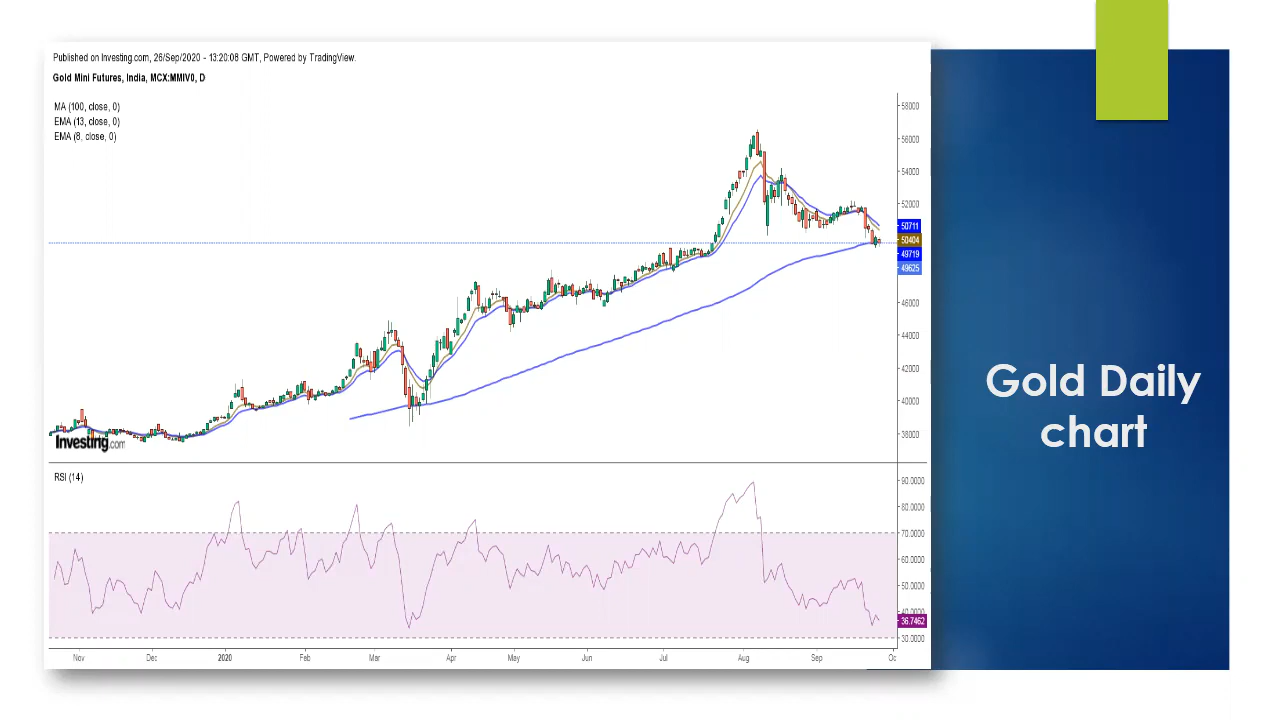 Published on Investing.com, 26/Sep/2020 - 13:20:08 GMT, Powered by TradingView.
Gold Mini Futures, India, MCX:MMIV0, D
MA (100, close, 0)
EMA (13, close, 0)
EMA (8, close, 0)
58000
56000
54000
52000
50711
50404
49719
49625
46000
44000
42000
40000
38000
Investing.com
RSI (14)
90.0000
80.0000
70.0000
60.0000
50.0000
40.0000
36.7462
30.0000
Nov Dec 2020 Feb Mar Apr May Jun Jul Aug Sep Oc
Gold Daily
chart